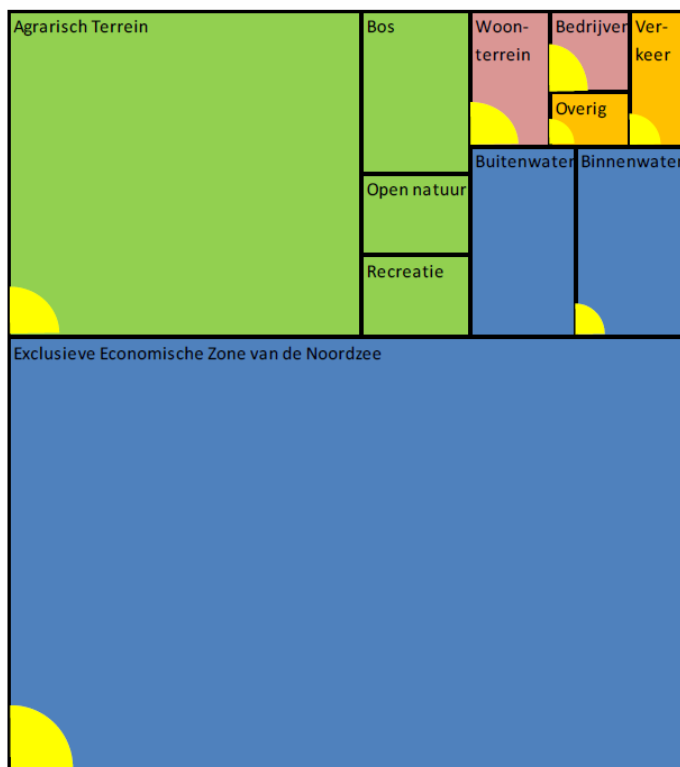 Agrarisch Terrein
Bos
Woon-
terrein
Bedrijven
Ver-
keer
Overig
Open natuur
Recreatie
Buitenwater
Binnenwater
Exclusieve Economische Zone van de Noordzee